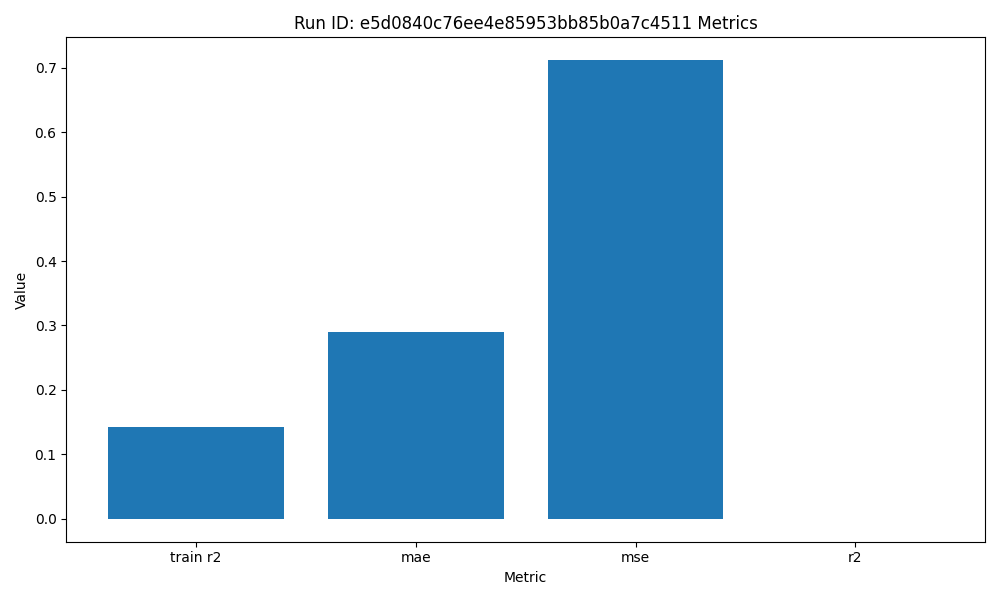 Run ID: e5d0840c76ee4e85953bb85b0a7c4511 Metrics
0.7
0.6
0.5
0.4
0.3
0.2
0.1
0.0
Value
train r2
mae
mse
r2
Metric